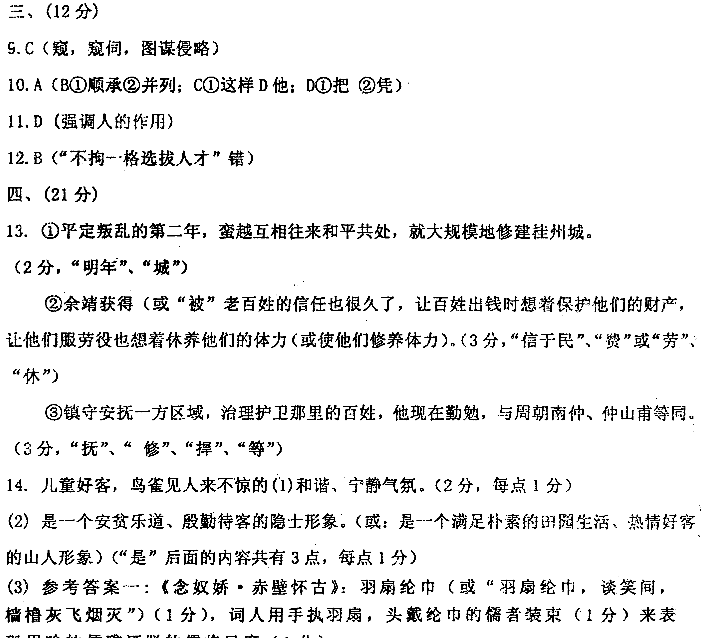 三、(12分)
9.C（窥，窥伺，图谋侵略）
10.A（B①顺承②并列；C①这样D他；D①把 ②凭）
11.D（强调人的作用）
12.B（“不拘一格选拔人才”错）
四、(21分)
13. ①平定叛乱的第二年，蛮越互相往来和平共处，就大规模地修建桂州城。
（2分，“明年”、“城”）
②余靖获得（或“被”老百姓的信任也很久了，让百姓出钱时想着保护他们的财产，
让他们服劳役也想着休养他们的体力（或使他们修养体力）。（3分，“信于民”、“赀”或“劳”、
“休”）
③镇守安抚一方区域，治理护卫那里的百姓，他现在勤勉，与周朝南仲、仲山甫等同。
（3分，“抚”、“ 修”、“捍”、“等”）
14. 儿童好客，鸟雀见人来不惊的(1)和谐、宁静气氛。（2分，每点1分）
(2) 是一个安贫乐道、殷勤待客的隐士形象。（或：是一个满足朴素的田园生活、热情好客
的山人形象）（“是”后面的内容共有3点，每点1分）
(3) 参考答案一：《念奴娇·赤壁怀古》：羽扇纶巾（或“羽扇纶巾，谈笑间，
樯橹灰飞烟灭”）（1分），词人用手执羽扇，头戴纶巾的儒者装束（1分）来表